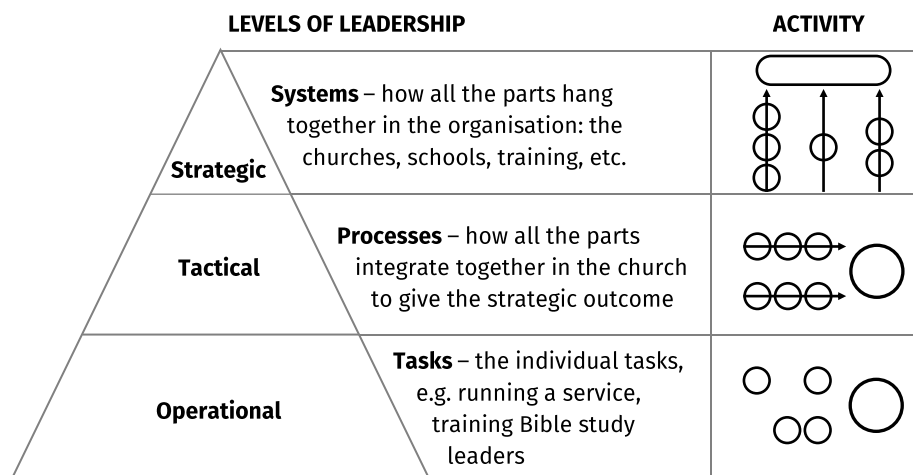 LEVELS OF LEADERSHIP
ACTIVITY
Systems – how all the parts hang
together in the organisation: the
churches, schools, training, etc.
Strategic
Processes – how all the parts
integrate together in the church
to give the strategic outcome
Tactical
Tasks – the individual tasks,
e.g. running a service,
training Bible study
leaders
Operational